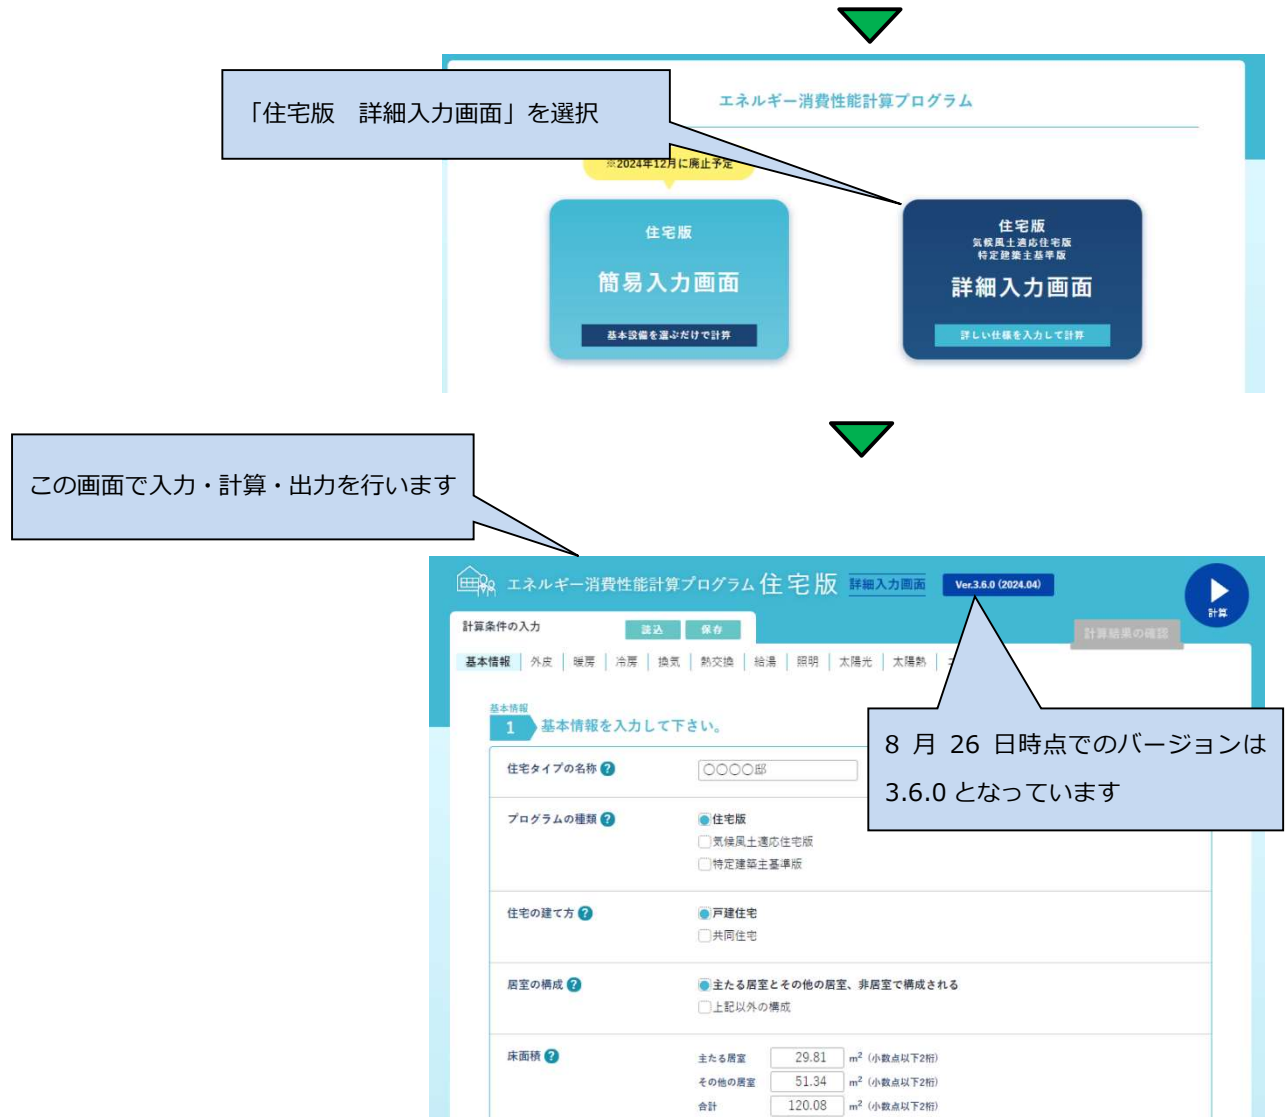 「住宅版　詳細入力画面」を選択
エネルギー消費性能計算プログラム
※2024年12月に廃止予定
住宅版
簡易入力画面
基本設備を選ぶだけで計算
住宅版
気候風土適応住宅版
特定建築主基準版
詳細入力画面
詳しい仕様を入力して計算
この画面で入力・計算・出力を行います
エネルギー消費性能計算プログラム 住宅版 詳細入力画面 Ver.3.6.0 (2024.04)
計算
計算条件の入力 読込 保存 計算結果の確認
基本情報 外皮 暖房 冷房 換気 熱交換 給湯 照明 太陽光 太陽熱
8 月 26 日時点でのバージョンは
3.6.0 となっています
基本情報
1 基本情報を入力して下さい。
住宅タイプの名称 ? ○○○○邸
プログラムの種類 ? 住宅版
気候風土適応住宅版
特定建築主基準版
住宅の建て方 ? 戸建住宅
共同住宅
居室の構成 ? 主たる居室とその他の居室、非居室で構成される
上記以外の構成
床面積 ? 主たる居室 29.81 m² (小数点以下2桁)
その他の居室 51.34 m² (小数点以下2桁)
合計 120.08 m² (小数点以下2桁)